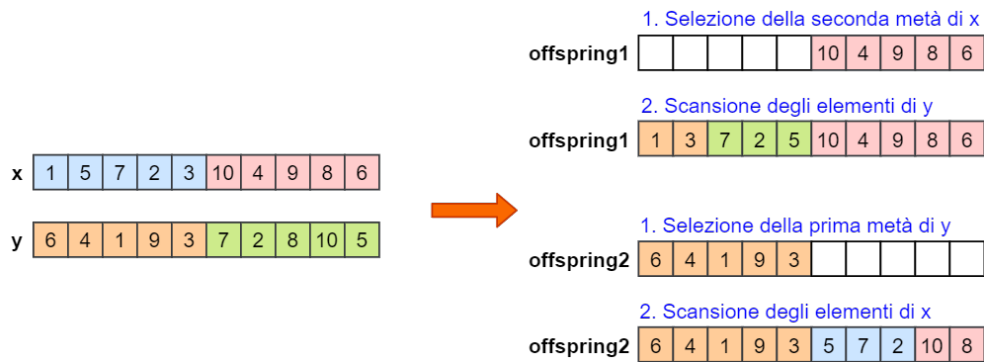 1. Selezione della seconda metà di x
offspring1 10 4 9 8 6
2. Scansione degli elementi di y
offspring1 1 3 7 2 5 10 4 9 8 6
x 1 5 7 2 3 10 4 9 8 6
y 6 4 1 9 3 7 2 8 10 5
1. Selezione della prima metà di y
offspring2 6 4 1 9 3
2. Scansione degli elementi di x
offspring2 6 4 1 9 3 5 7 2 10 8